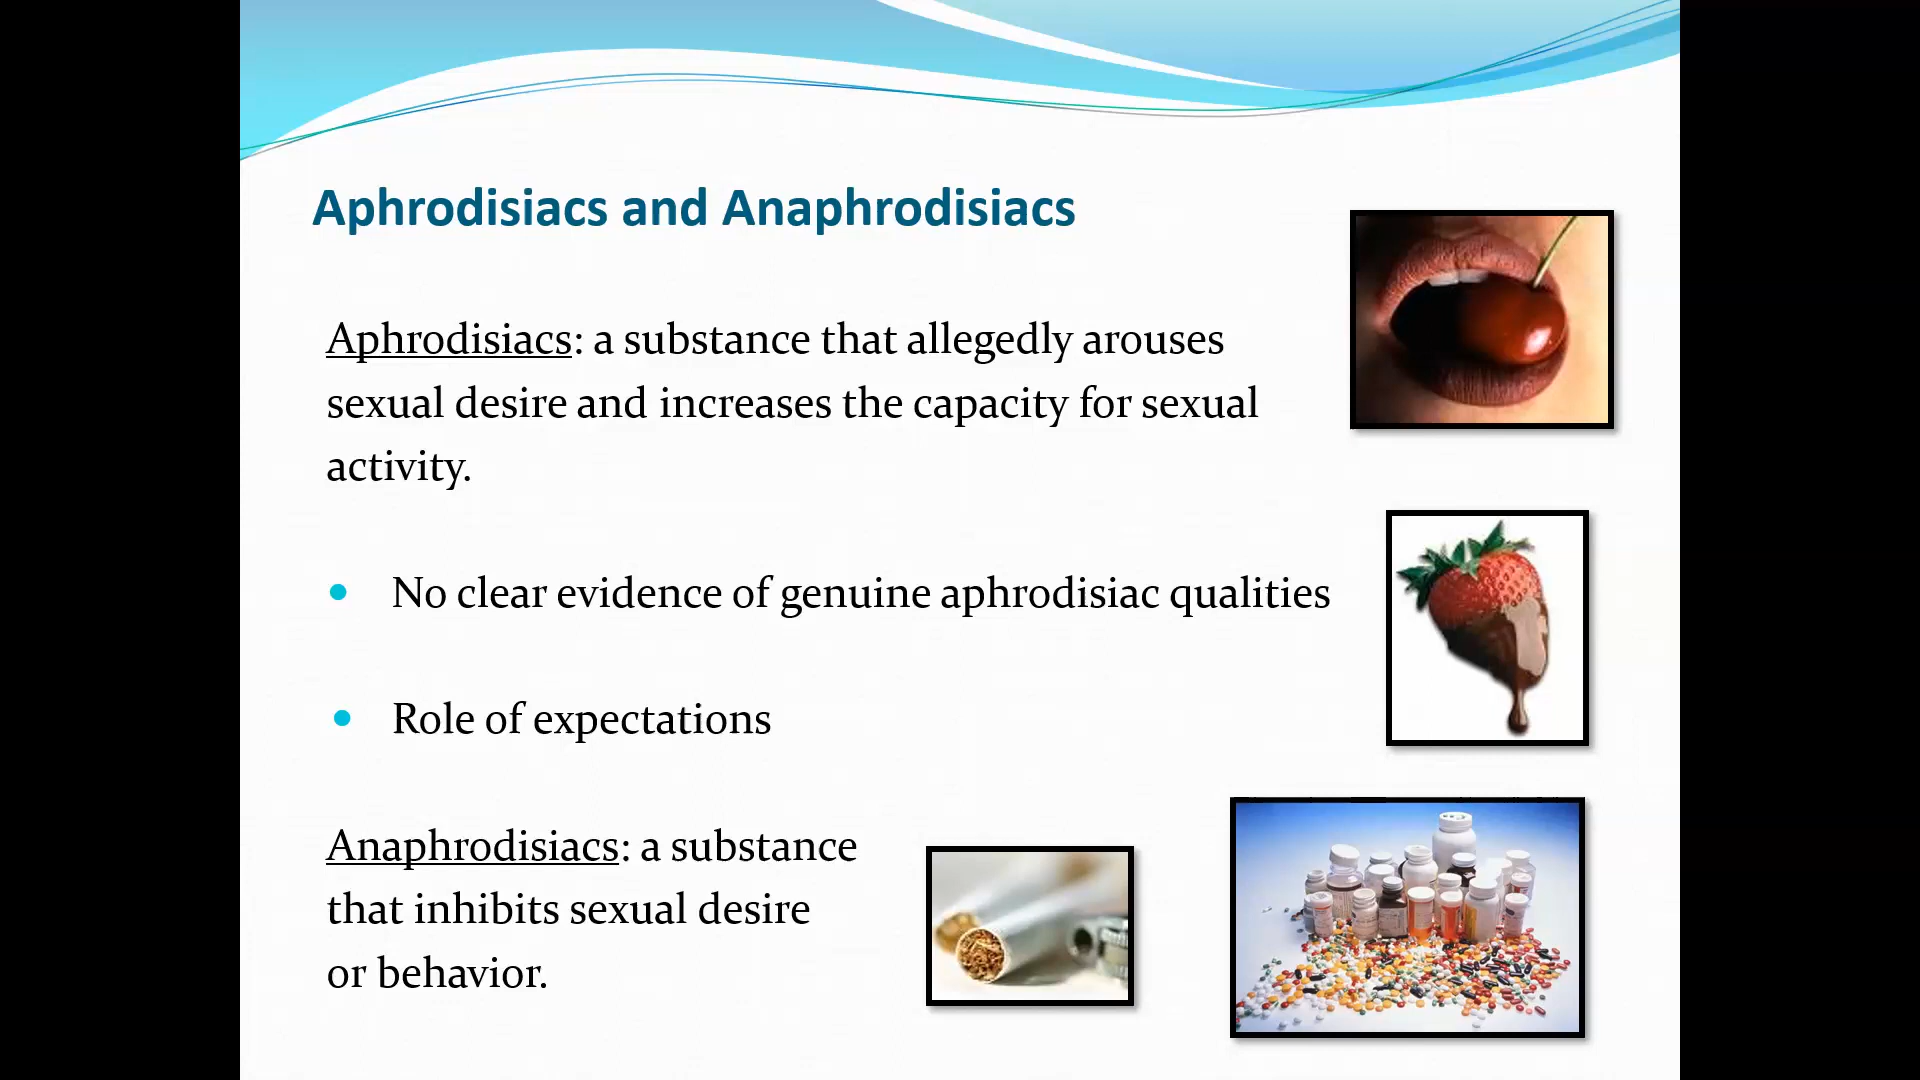 Aphrodisiacs and Anaphrodisiacs
Aphrodisiacs: a substance that allegedly arouses
sexual desire and increases the capacity for sexual
activity.
• No clear evidence of genuine aphrodisiac qualities
• Role of expectations
Anaphrodisiacs: a substance
that inhibits sexual desire
or behavior.